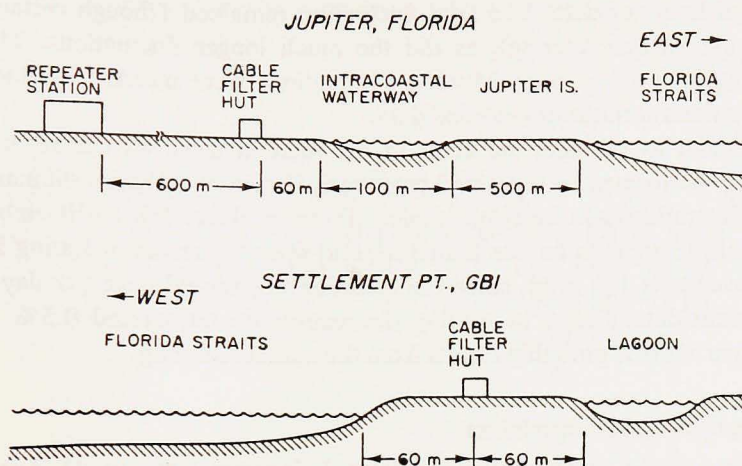 JUPITER, FLORIDA
EAST →
REPEATER
STATION
CABLE
FILTER
HUT
INTRACOASTAL
WATERWAY
JUPITER IS.
FLORIDA
STRAITS
600 m
60 m
100 m
500 m
SETTLEMENT PT., GBI
← WEST
FLORIDA STRAITS
CABLE
FILTER
HUT
LAGOON
60 m
60 m